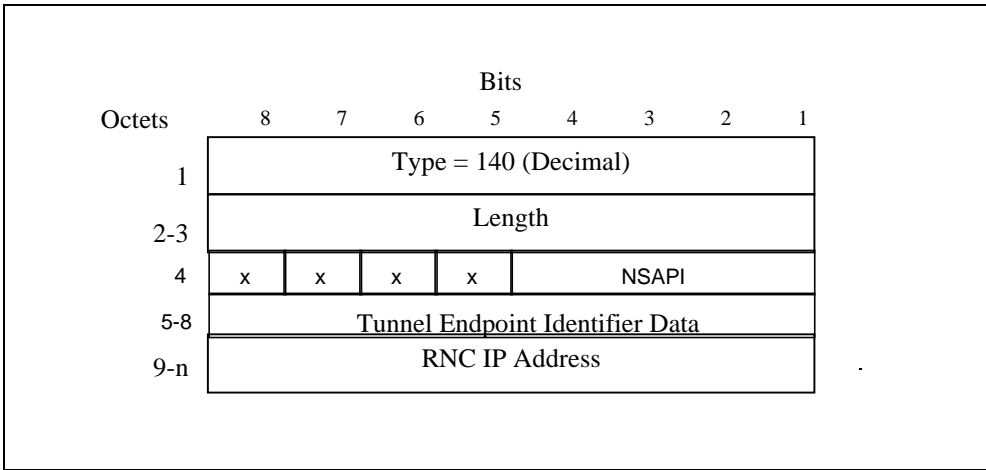 Bits
Octets 8 7 6 5 4 3 2 1
1 Type = 140 (Decimal)
2-3 Length
4 x x x x NSAPI
5-8 Tunnel Endpoint Identifier Data
9-n RNC IP Address .